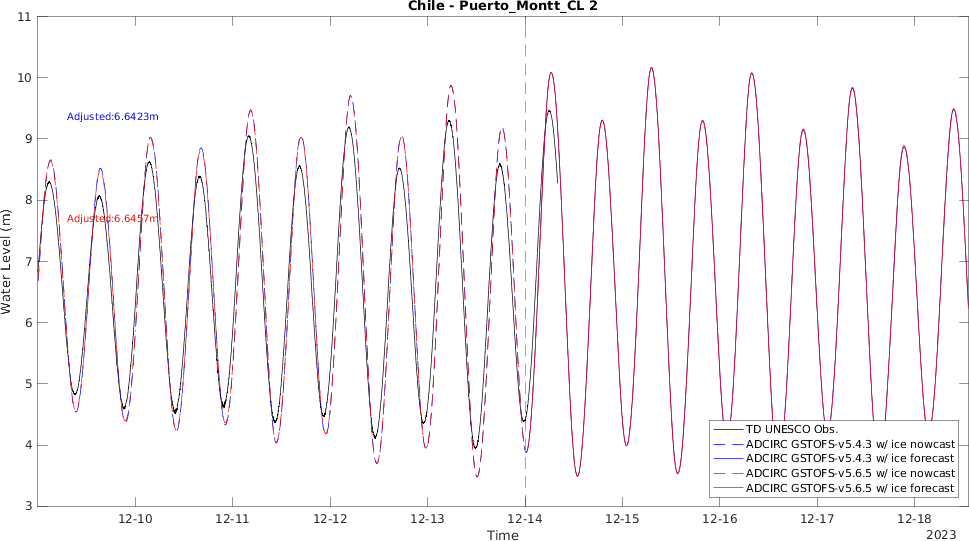 Chile - Puerto_Montt_CL 2
11
10
9
8
7
6
5
4
3
Water Level (m)
Adjusted:6.6423m
Adjusted:6.6457m
TD UNESCO Obs.
ADCIRC GSTOFS-v5.4.3 w/ ice nowcast
ADCIRC GSTOFS-v5.4.3 w/ ice forecast
ADCIRC GSTOFS-v5.6.5 w/ ice nowcast
ADCIRC GSTOFS-v5.6.5 w/ ice forecast
12-10 12-11 12-12 12-13 12-14 12-15 12-16 12-17 12-18
Time
2023